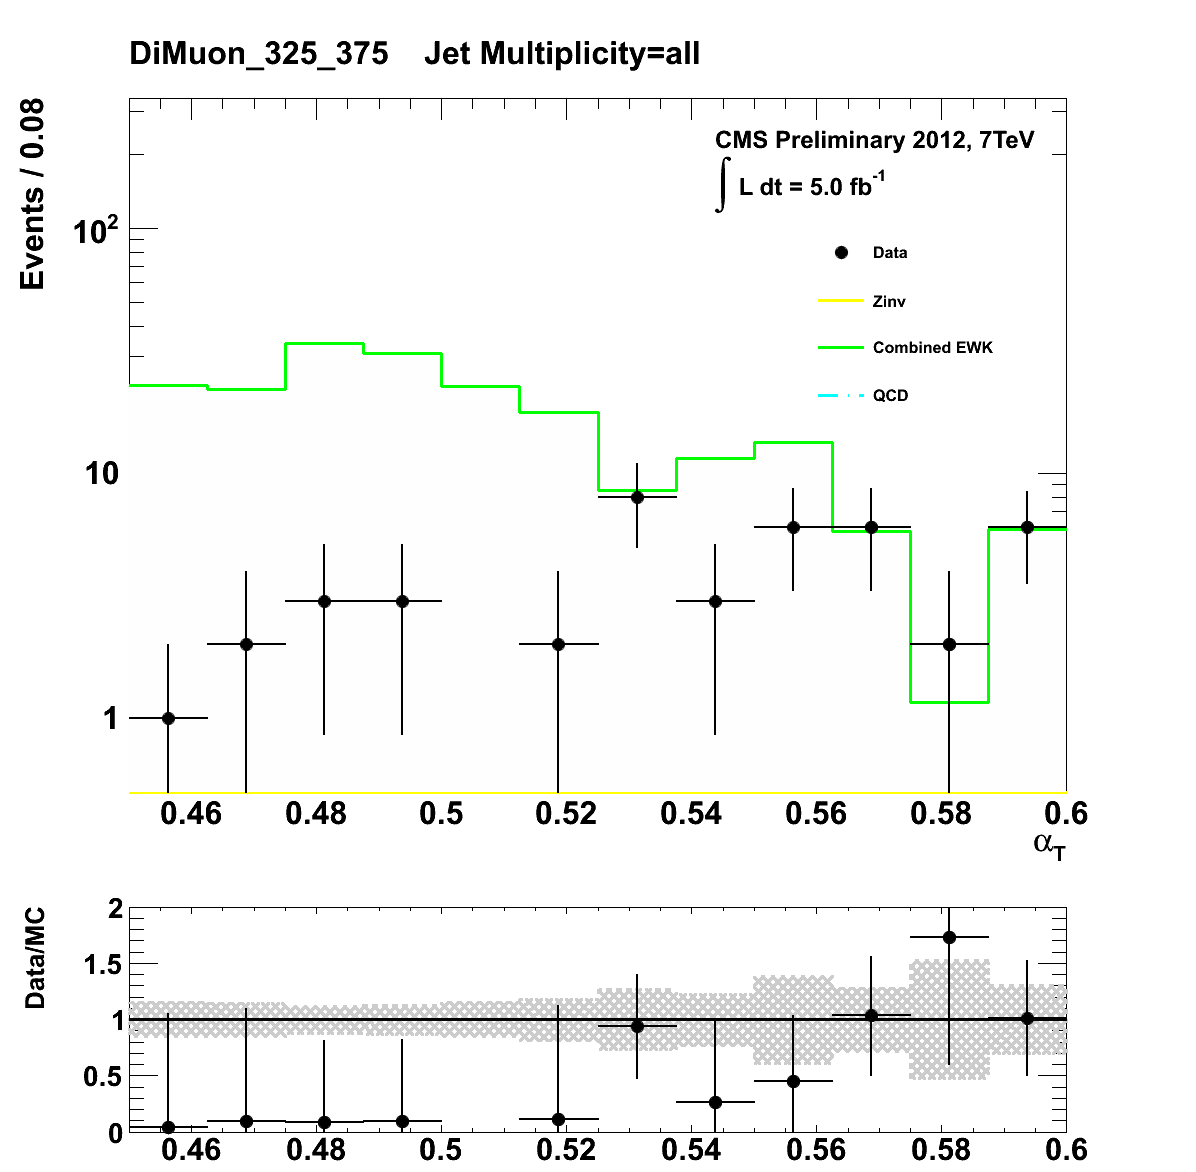 DiMuon_325_375 Jet Multiplicity=all
Events / 0.08
CMS Preliminary 2012, 7TeV
∫ L dt = 5.0 fb⁻¹
Data
Zinv
Combined EWK
QCD
10²
10
1
0.46 0.48 0.5 0.52 0.54 0.56 0.58 0.6
α_T
Data/MC
2
1.5
1
0.5
0
0.46 0.48 0.5 0.52 0.54 0.56 0.58 0.6